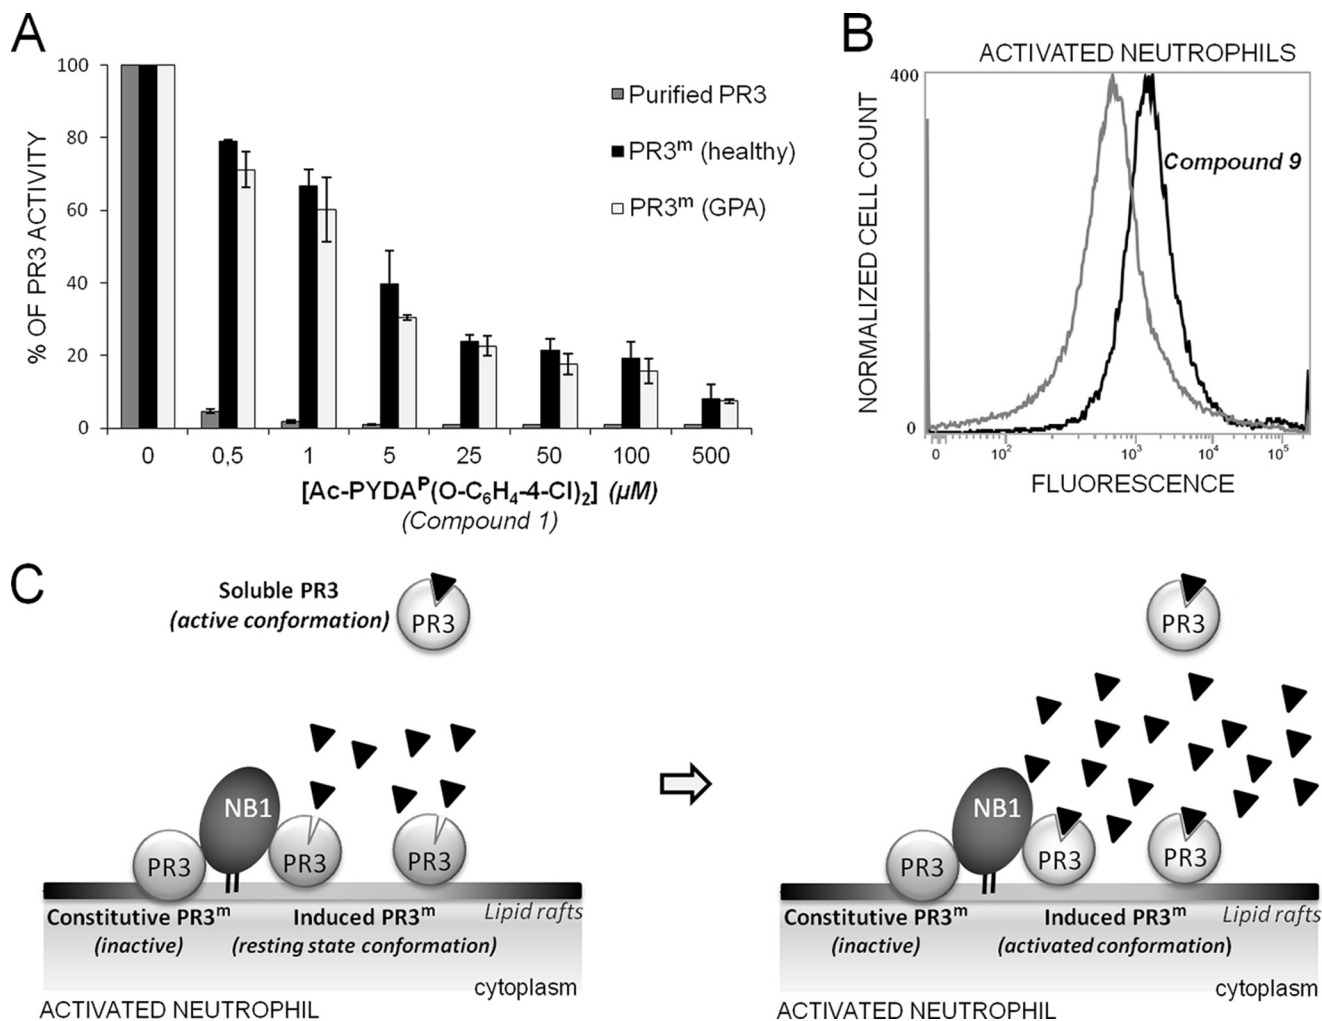 A
100
80
60
40
20
0
% OF PR3 ACTIVITY
Purified PR3
PR3ᵐ (healthy)
PR3ᵐ (GPA)
0 0,5 1 5 25 50 100 500
[Ac-PYDAᴾ(O-C₆H₄-4-Cl)₂] (µM)
(Compound 1)
B
ACTIVATED NEUTROPHILS
400
0
NORMALIZED CELL COUNT
Compound 9
0 10² 10³ 10⁴ 10⁵
FLUORESCENCE
C
Soluble PR3
(active conformation)
PR3
NB1
PR3
PR3
PR3
Constitutive PR3ᵐ
(inactive)
Induced PR3ᵐ
(resting state conformation)
Lipid rafts
cytoplasm
ACTIVATED NEUTROPHIL
PR3
NB1
PR3
PR3
PR3
Constitutive PR3ᵐ
(inactive)
Induced PR3ᵐ
(activated conformation)
Lipid rafts
cytoplasm
ACTIVATED NEUTROPHIL